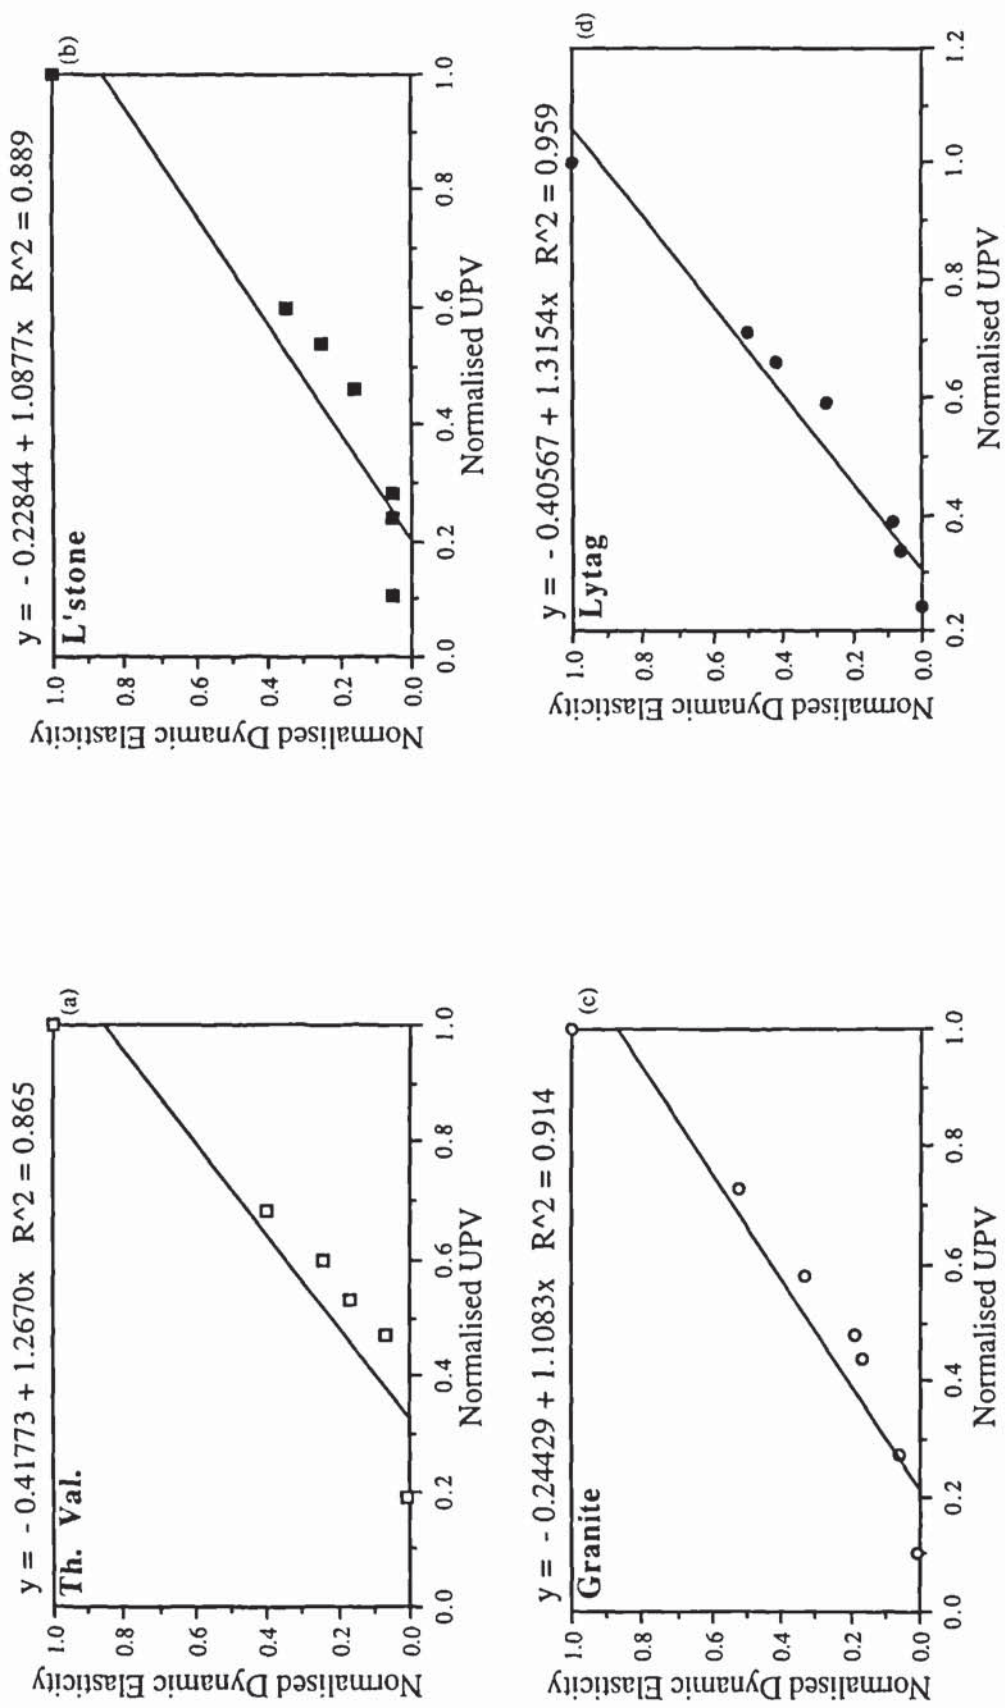 y = - 0.41773 + 1.2670x R^2 = 0.865
Th. Val.
(a)
Normalised Dynamic Elasticity
1.0
0.8
0.6
0.4
0.2
0.0
0.0 0.2 0.4 0.6 0.8 1.0
Normalised UPV
y = - 0.22844 + 1.0877x R^2 = 0.889
L'stone
(b)
Normalised Dynamic Elasticity
1.0
0.8
0.6
0.4
0.2
0.0
0.0 0.2 0.4 0.6 0.8 1.0
Normalised UPV
y = - 0.24429 + 1.1083x R^2 = 0.914
Granite
(c)
Normalised Dynamic Elasticity
1.0
0.8
0.6
0.4
0.2
0.0
0.0 0.2 0.4 0.6 0.8 1.0
Normalised UPV
y = - 0.40567 + 1.3154x R^2 = 0.959
Lytag
(d)
Normalised Dynamic Elasticity
1.0
0.8
0.6
0.4
0.2
0.0
0.2 0.4 0.6 0.8 1.0 1.2
Normalised UPV